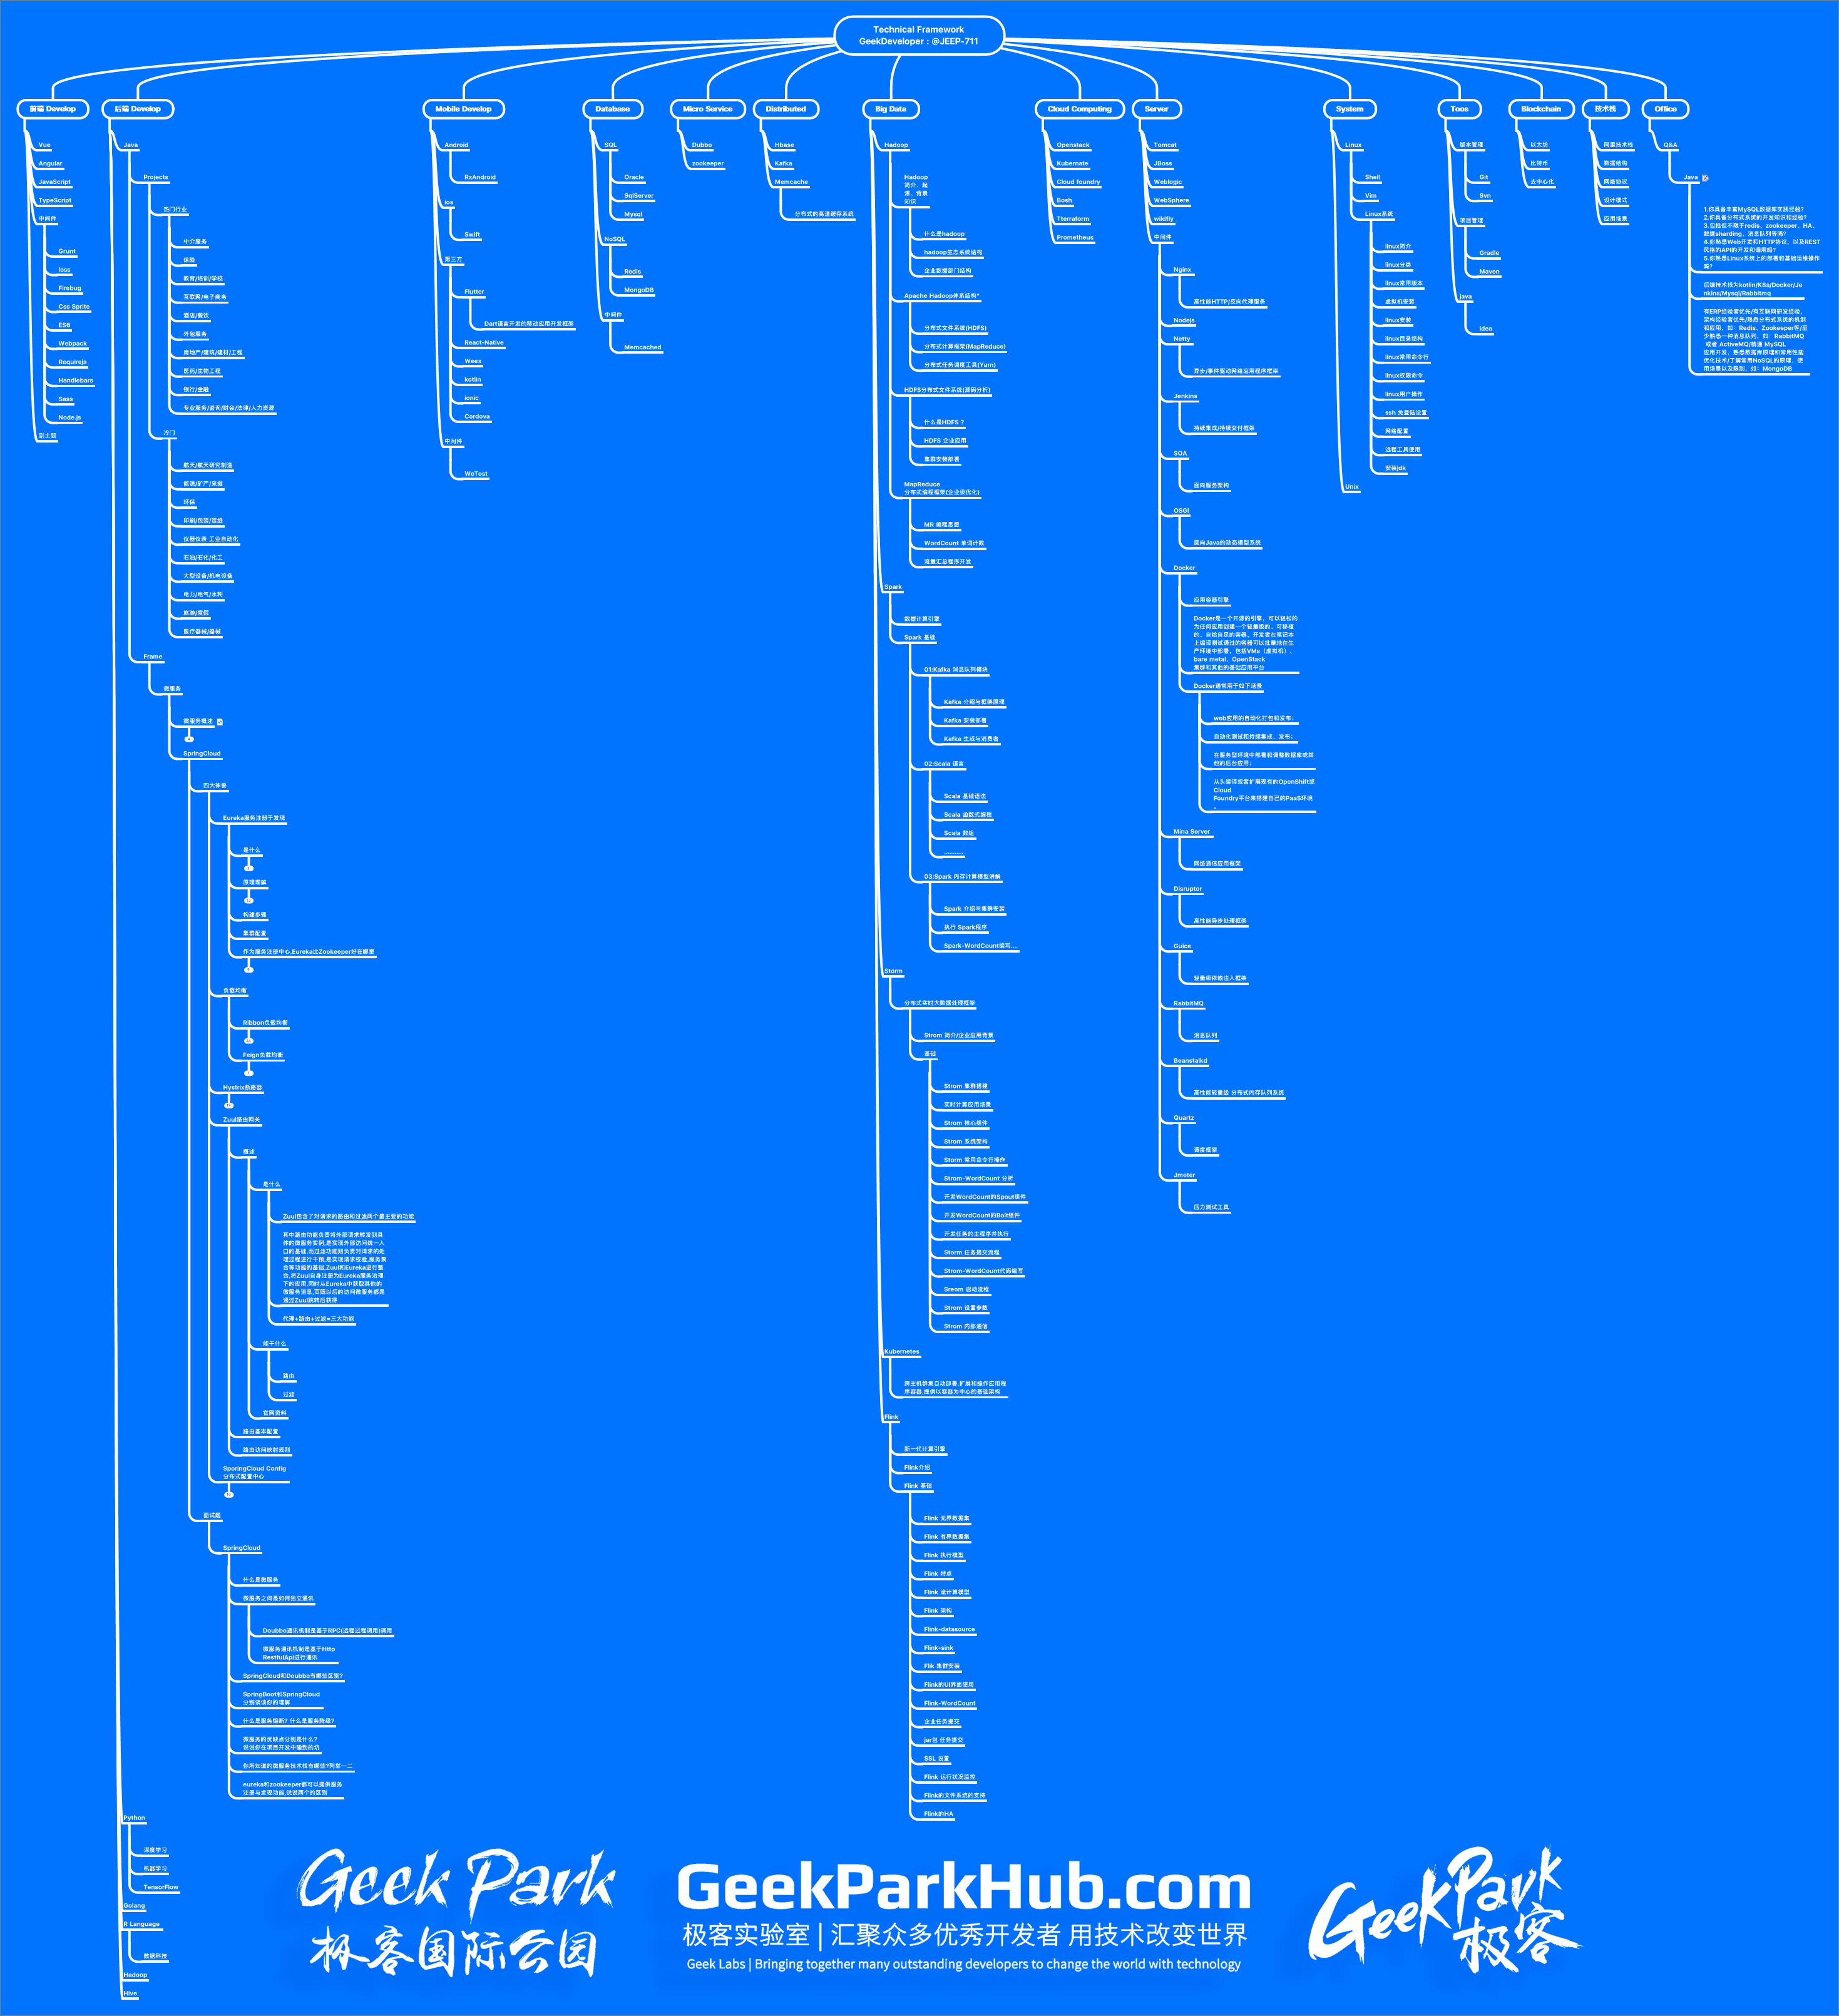 Technical Framework
GeekDeveloper : @JEEP-711
前端 Develop
Vue
Angular
JavaScript
TypeScript
中间件
Grunt
less
Firebug
Css Sprite
ES6
Webpack
Requirejs
Handlebars
Sass
Node.js
副主题
后端 Develop
Java
Projects
热门行业
中介服务
保险
教育/培训/学校
互联网/电子商务
酒店/餐饮
外包服务
房地产/建筑/建材/工程
医药/生物工程
银行/金融
专业服务/咨询/财会/法律/人力资源
冷门
航天/航天研究制造
能源/矿产/采掘
环保
印刷/包装/造纸
仪器仪表 工业自动化
石油/石化/化工
大型设备/机电设备
电力/电气/水利
旅游/度假
医疗器械/器械
Frame
微服务
微服务概述
SpringCloud
四大神兽
Eureka服务注册于发现
是什么
原理理解
构建步骤
集群配置
作为服务注册中心,Eureka比Zookeeper好在哪里
负载均衡
Ribbon负载均衡
Feign负载均衡
Hystrix断路器
Zuul路由网关
概述
是什么
Zuul包含了对请求的路由和过滤两个最主要的功能
其中路由功能负责将外部请求转发到具
体的微服务实例,是实现外部访问统一入
口的基础,而过滤功能则负责对请求的处
理过程进行干预,是实现请求校验,服务聚
合等功能的基础,Zuul和Eureka进行整
合,将Zuul自身注册为Eureka服务治理
下的应用,同时从Eureka中获取其他的
微服务消息,页既以后的访问微服务都是
通过Zuul跳转后获得
代理+路由+过滤=三大功能
能干什么
路由
过滤
官网资料
路由基本配置
路由访问映射规则
SporingCloud Config
分布式配置中心
面试题
SpringCloud
什么是微服务
微服务之间是如何独立通讯
Doubbo通讯机制是基于RPC(远程过程调用)调用
微服务通讯机制是基于Http
RestfulApi进行通讯
SpringCloud和Doubbo有哪些区别?
SpringBoot和SpringCloud
分别谈谈你的理解
什么是服务熔断? 什么是服务降级?
微服务的优缺点分别是什么?
说说你在项目开发中碰到的坑
你所知道的微服务技术栈有哪些?列举一二
eureka和zookeeper都可以提供服务
注册与发现功能,说说两个的区别
Python
深度学习
机器学习
TensorFlow
Golang
R Language
数据科技
Hadoop
Hive
Mobile Develop
Android
RxAndroid
ios
Swift
第三方
Flutter
Dart语言开发的移动应用开发框架
React-Native
Weex
kotlin
ionic
Cordova
中间件
WeTest
Database
SQL
Oracle
SqlServer
Mysql
NoSQL
Redis
MongoDB
中间件
Memcached
Micro Service
Dubbo
zookeeper
Distributed
Hbase
Kafka
Memcache
分布式的高速缓存系统
Big Data
Hadoop
Hadoop
简介、起
源、背景
知识
什么是hadoop
hadoop生态系统结构
企业数据部门结构
Apache Hadoop体系结构*
分布式文件系统(HDFS)
分布式计算框架(MapReduce)
分布式任务调度工具(Yarn)
HDFS分布式文件系统(源码分析)
什么是HDFS ?
HDFS 企业应用
集群安装部署
MapReduce
分布式编程框架(企业级优化)
MR 编程思想
WordCount 单词计数
流量汇总程序开发
Spark
数据计算引擎
Spark 基础
01:Kafka 消息队列模块
Kafka 介绍与框架原理
Kafka 安装部署
Kafka 生成与消费者
02:Scala 语言
Scala 基础语法
Scala 函数式编程
Scala 数组
............
03:Spark 内存计算模型讲解
Spark 介绍与集群安装
执行 Spark程序
Spark-WordCount编写....
Storm
分布式实时大数据处理框架
Strom 简介/企业应用背景
基础
Strom 集群搭建
实时计算应用场景
Strom 核心组件
Strom 系统架构
Storm 常用命令行操作
Strom-WordCount 分析
开发WordCount的Spout组件
开发WordCount的Bolt组件
开发任务的主程序并执行
Storm 任务提交流程
Strom-WordCount代码编写
Sreom 启动流程
Strom 设置参数
Strom 内部通信
Kubernetes
跨主机群集自动部署,扩展和操作应用程
序容器,提供以容器为中心的基础架构
Flink
新一代计算引擎
Flink介绍
Flink 基础
Flink 无界数据集
Flink 有界数据集
Flink 执行模型
Flink 特点
Flink 流计算模型
Flink 架构
Flink-datasource
Flink-sink
Flik 集群安装
Flink的UI界面使用
Flink-WordCount
企业任务提交
jar包 任务提交
SSL 设置
Flink 运行状况监控
Flink的文件系统的支持
Flink的HA
Cloud Computing
Openstack
Kubernate
Cloud foundry
Bosh
Tterraform
Prometheus
Server
Tomcat
JBoss
Weblogic
WebSphere
wildfly
中间件
Nginx
高性能HTTP/反向代理服务
Nodejs
Netty
异步/事件驱动网络应用程序框架
Jenkins
持续集成/持续交付框架
SOA
面向服务架构
OSGI
面向Java的动态模型系统
Docker
应用容器引擎
Docker是一个开源的引擎，可以轻松的
为任何应用创建一个轻量级的、可移植
的、自给自足的容器。开发者在笔记本
上编译测试通过的容器可以批量地在生
产环境中部署，包括VMs（虚拟机）、
bare metal、OpenStack
集群和其他的基础应用平台
Docker通常用于如下场景
web应用的自动化打包和发布；
自动化测试和持续集成、发布；
在服务型环境中部署和调整数据库或其
他的后台应用；
从头编译或者扩展现有的OpenShift或
Cloud
Foundry平台来搭建自己的PaaS环境
。
Mina Server
网络通信应用框架
Disruptor
高性能异步处理框架
Guice
轻量级依赖注入框架
RabbitMQ
消息队列
Beanstalkd
高性能轻量级 分布式内存队列系统
Quartz
调度框架
Jmeter
压力测试工具
System
Linux
Shell
Vim
Linux系统
linux简介
linux分类
linux常用版本
虚拟机安装
linux安装
linux目录结构
linux常用命令行
linux权限命令
linux用户操作
ssh 免登陆设置
网络配置
远程工具使用
安装jdk
Unix
Toos
版本管理
Git
Svn
项目管理
Gradle
Maven
java
idea
Blockchain
以太坊
比特币
去中心化
技术栈
阿里技术栈
数据结构
网络协议
设计模式
应用场景
Office
Q&A
Java
1.你具备丰富MySQL数据库实践经验?
2.你具备分布式系统的开发知识和经验?
3.包括但不限于redis、zookeeper、HA、
数据sharding、消息队列等吗?
4.你熟悉Web开发和HTTP协议，以及REST
风格的API的开发和调用吗?
5.你熟悉Linux系统上的部署和基础运维操作
吗?
后端技术栈为kotlin/K8s/Docker/Je
nkins/Mysql/Rabbitmq
有ERP经验者优先/有互联网研发经验,
架构经验者优先/熟悉分布式系统的机制
和应用，如：Redis、Zookeeper等/至
少熟悉一种消息队列，如：RabbitMQ
或者 ActiveMQ/精通 MySQL
应用开发，熟悉数据库原理和常用性能
优化技术/了解常用NoSQL的原理、使
用场景以及限制，如：MongoDB
Geek Park
极客国际公园
GeekParkHub.com
极客实验室 | 汇聚众多优秀开发者 用技术改变世界
Geek Labs | Bringing together many outstanding developers to change the world with technology
GeekPark
极客